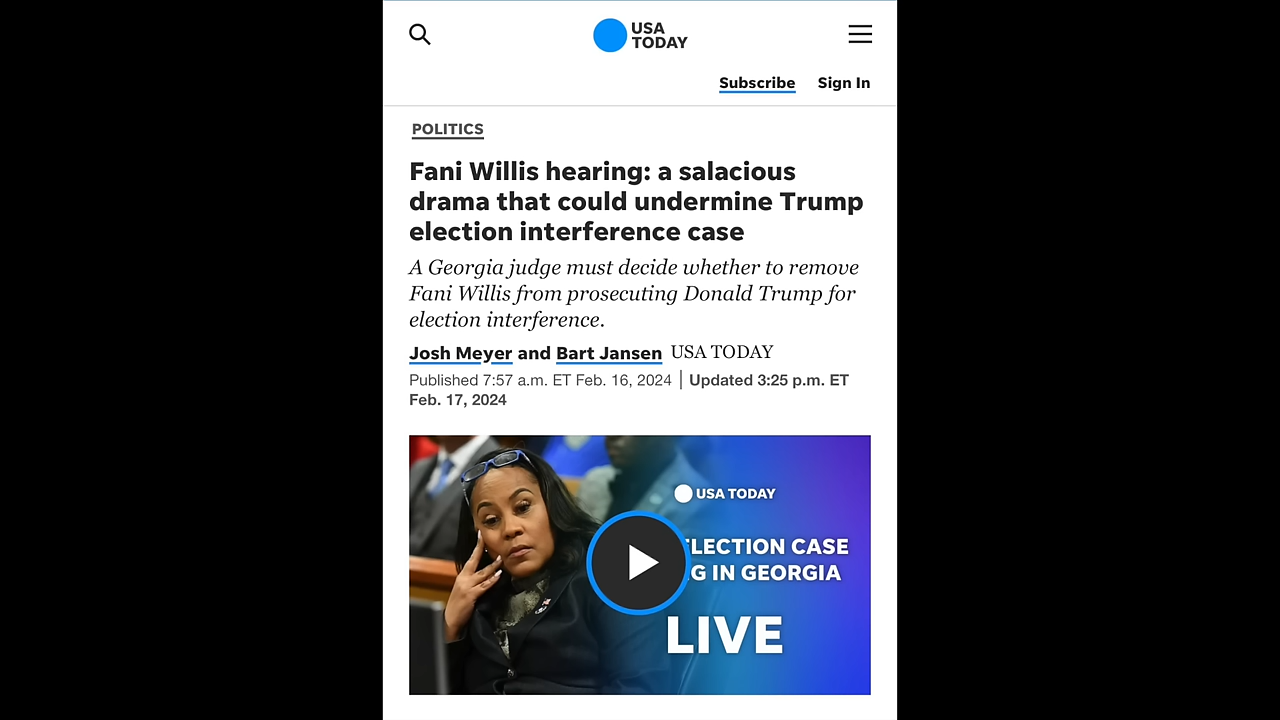 USA
TODAY
Subscribe Sign In
POLITICS
Fani Willis hearing: a salacious
drama that could undermine Trump
election interference case
A Georgia judge must decide whether to remove
Fani Willis from prosecuting Donald Trump for
election interference.
Josh Meyer and Bart Jansen USA TODAY
Published 7:57 a.m. ET Feb. 16, 2024 | Updated 3:25 p.m. ET
Feb. 17, 2024
USA TODAY
LECTION CASE
G IN GEORGIA
LIVE